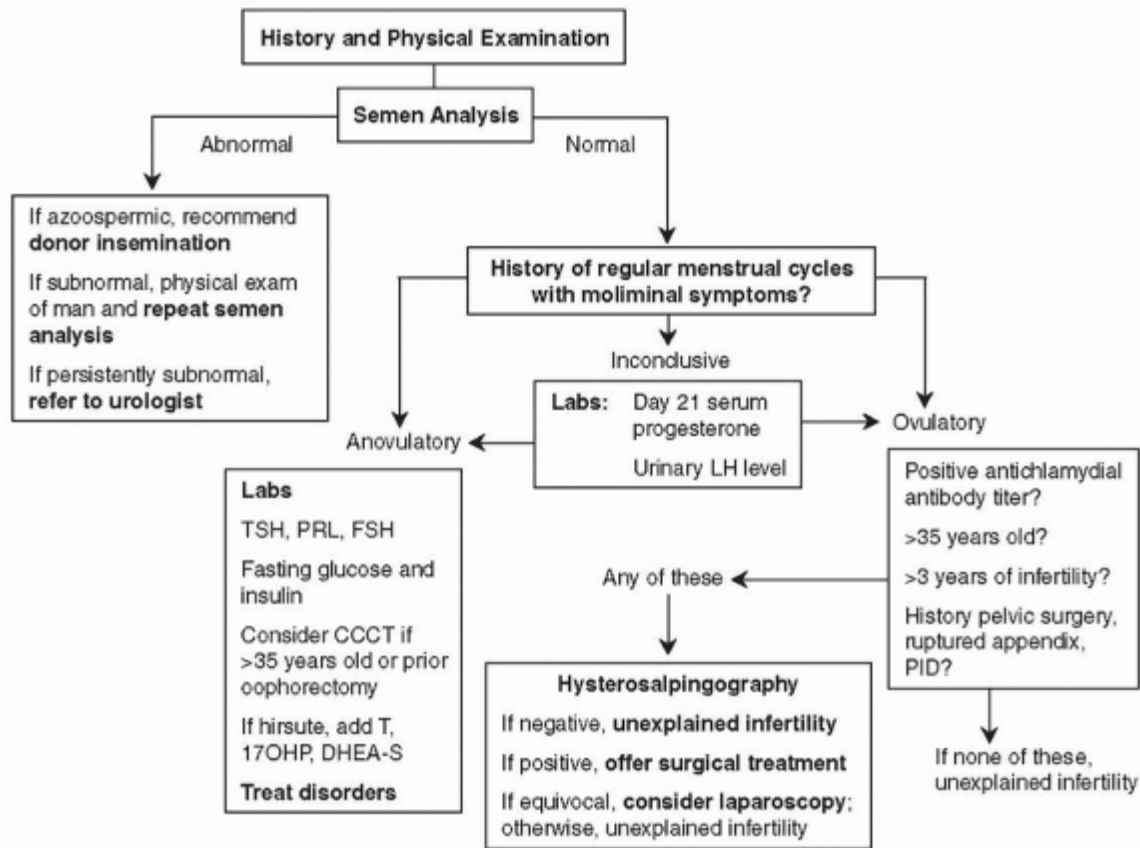 History and Physical Examination
Semen Analysis
Abnormal
Normal
If azoospermic, recommend
donor insemination
If subnormal, physical exam
of man and repeat semen
analysis
If persistently subnormal,
refer to urologist
History of regular menstrual cycles
with moliminal symptoms?
Inconclusive
Labs: Day 21 serum
progesterone
Urinary LH level
Anovulatory
Ovulatory
Labs
TSH, PRL, FSH
Fasting glucose and
insulin
Consider CCCT if
>35 years old or prior
oophorectomy
If hirsute, add T,
17OHP, DHEA-S
Treat disorders
Positive antichlamydial
antibody titer?
>35 years old?
>3 years of infertility?
History pelvic surgery,
ruptured appendix,
PID?
Any of these
Hysterosalpingography
If negative, unexplained infertility
If positive, offer surgical treatment
If equivocal, consider laparoscopy;
otherwise, unexplained infertility
If none of these,
unexplained infertility